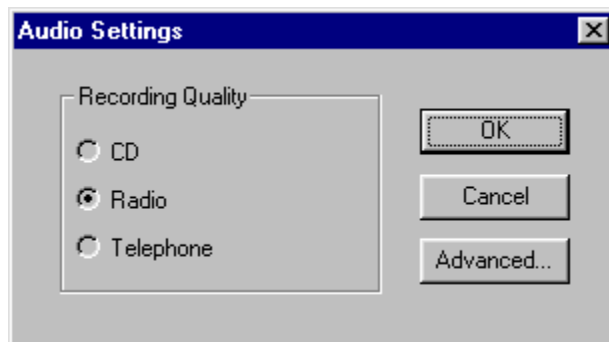 Audio Settings
Recording Quality
CD
Radio
Telephone
OK
Cancel
Advanced...